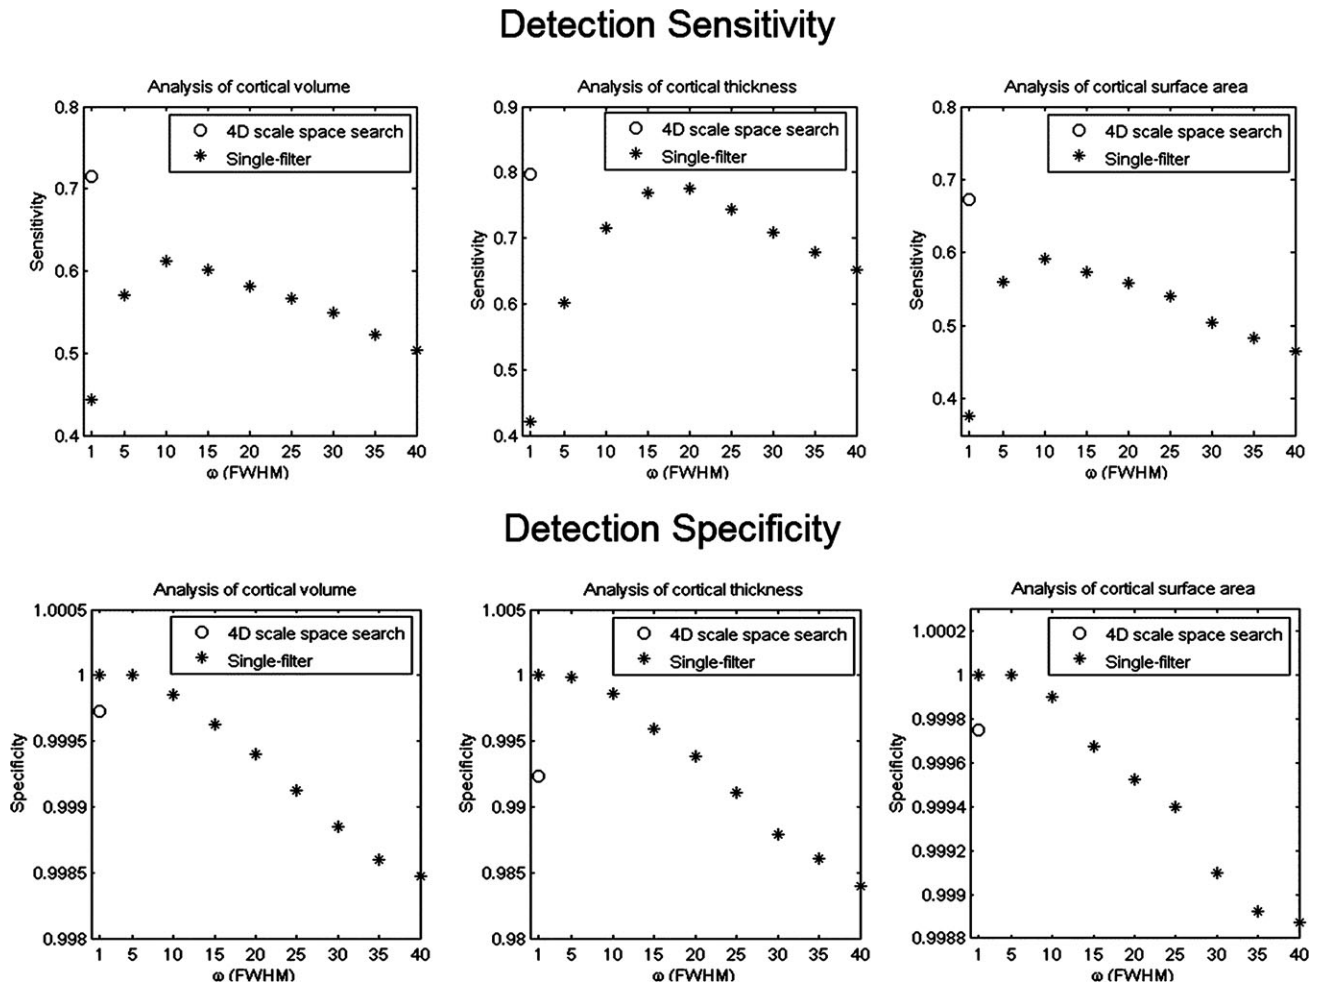 Detection Sensitivity
Analysis of cortical volume
0.8
0.7
0.6
0.5
0.4
Sensitivity
4D scale space search
Single-filter
1 5 10 15 20 25 30 35 40
ω (FWHM)
Analysis of cortical thickness
0.9
0.8
0.7
0.6
0.5
0.4
Sensitivity
4D scale space search
Single-filter
1 5 10 15 20 25 30 35 40
ω (FWHM)
Analysis of cortical surface area
0.8
0.7
0.6
0.5
0.4
Sensitivity
4D scale space search
Single-filter
1 5 10 15 20 25 30 35 40
ω (FWHM)
Detection Specificity
Analysis of cortical volume
1.0005
1
0.9995
0.999
0.9985
0.998
Specificity
4D scale space search
Single-filter
1 5 10 15 20 25 30 35 40
ω (FWHM)
Analysis of cortical thickness
1.005
1
0.995
0.99
0.985
0.98
Specificity
4D scale space search
Single-filter
1 5 10 15 20 25 30 35 40
ω (FWHM)
Analysis of cortical surface area
1.0002
1
0.9998
0.9996
0.9994
0.9992
0.999
0.9988
Specificity
4D scale space search
Single-filter
1 5 10 15 20 25 30 35 40
ω (FWHM)